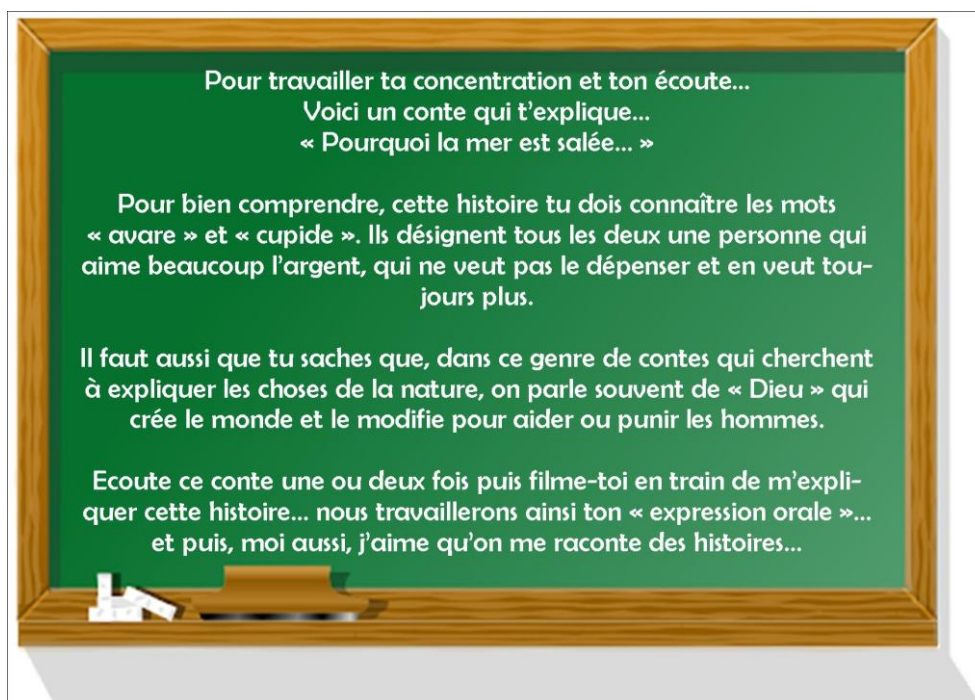 Pour travailler ta concentration et ton écoute...
Voici un conte qui t'explique...
« Pourquoi la mer est salée... »
Pour bien comprendre, cette histoire tu dois connaître les mots
« avare » et « cupide ». Ils désignent tous les deux une personne qui
aime beaucoup l'argent, qui ne veut pas le dépenser et en veut tou-
jours plus.
Il faut aussi que tu saches que, dans ce genre de contes qui cherchent
à expliquer les choses de la nature, on parle souvent de « Dieu » qui
crée le monde et le modifie pour aider ou punir les hommes.
Ecoute ce conte une ou deux fois puis filme-toi en train de m'expli-
quer cette histoire... nous travaillerons ainsi ton « expression orale »...
et puis, moi aussi, j'aime qu'on me raconte des histoires...